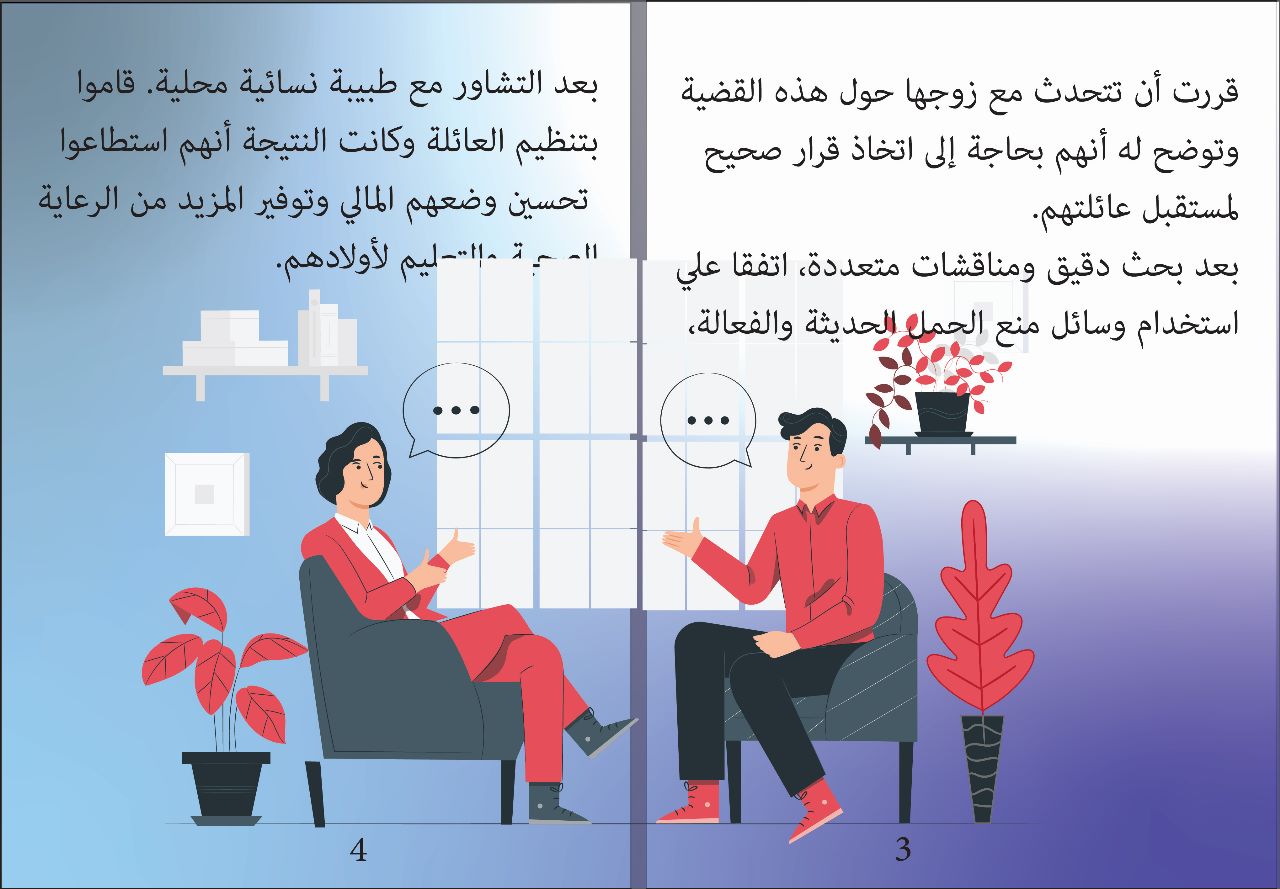 قررت أن تتحدث مع زوجها حول هذه القضية
وتوضح له أنهم بحاجة إلى اتخاذ قرار صحيح
لمستقبل عائلتهم.
بعد بحث دقيق ومناقشات متعددة، اتفقا علي
استخدام وسائل منع الحمل الحديثة والفعالة،
3
بعد التشاور مع طبيبة نسائية محلية. قاموا
بتنظيم العائلة وكانت النتيجة أنهم استطاعوا
تحسين وضعهم المالي وتوفير المزيد من الرعاية
الصحية والتعليم لأولادهم.
4